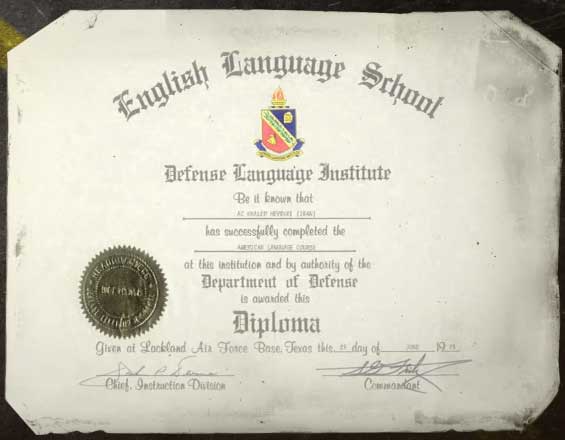 English Language School
Defense Language Institute
Be it known that
has successfully completed the
AMERICAN LANGUAGE COURSE
at this institution and by authority of the
Department of Defense
is awarded this
Diploma
Given at Lackland Air Force Base, Texas this day of JUNE 19
Chief, Instruction Division
Commandant